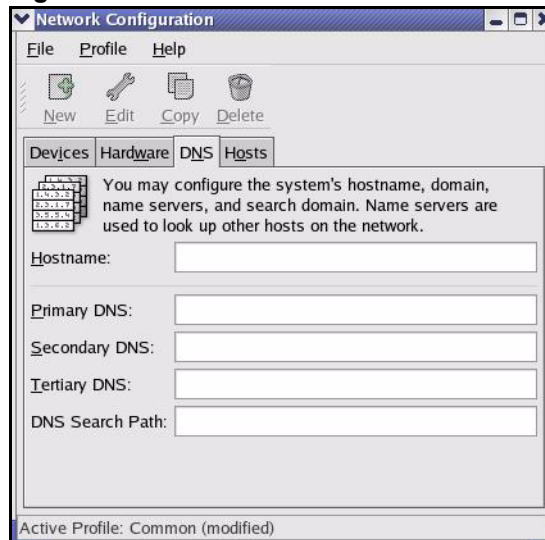 Network Configuration
File Profile Help
New Edit Copy Delete
Devices Hardware DNS Hosts
You may configure the system's hostname, domain,
name servers, and search domain. Name servers are
used to look up other hosts on the network.
Hostname:
Primary DNS:
Secondary DNS:
Tertiary DNS:
DNS Search Path:
Active Profile: Common (modified)